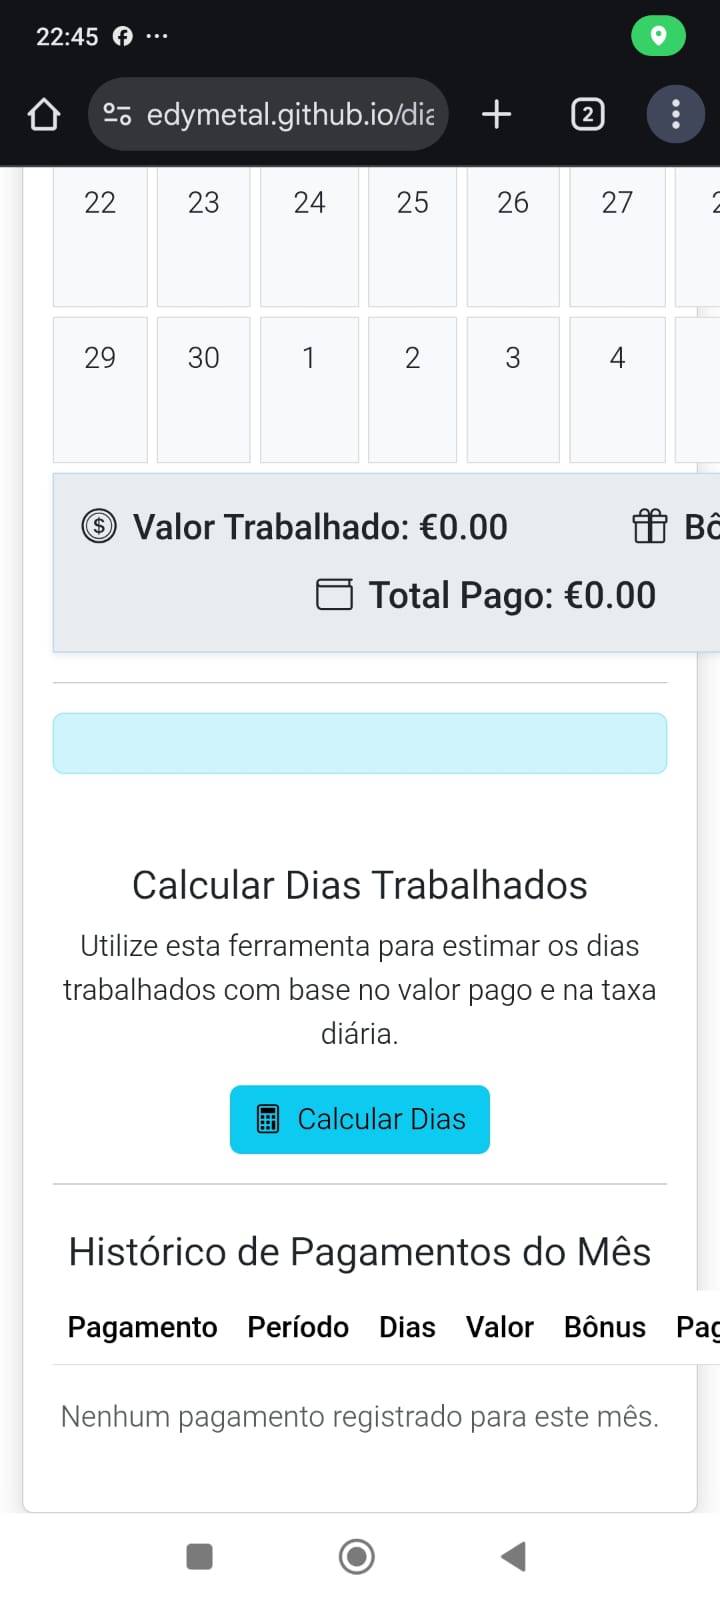 22:45
edymetal.github.io/dia
2
22 23 24 25 26 27
29 30 1 2 3 4
Valor Trabalhado: €0.00 Bô
Total Pago: €0.00
Calcular Dias Trabalhados
Utilize esta ferramenta para estimar os dias
trabalhados com base no valor pago e na taxa
diária.
Calcular Dias
Histórico de Pagamentos do Mês
Pagamento Período Dias Valor Bônus Pag
Nenhum pagamento registrado para este mês.